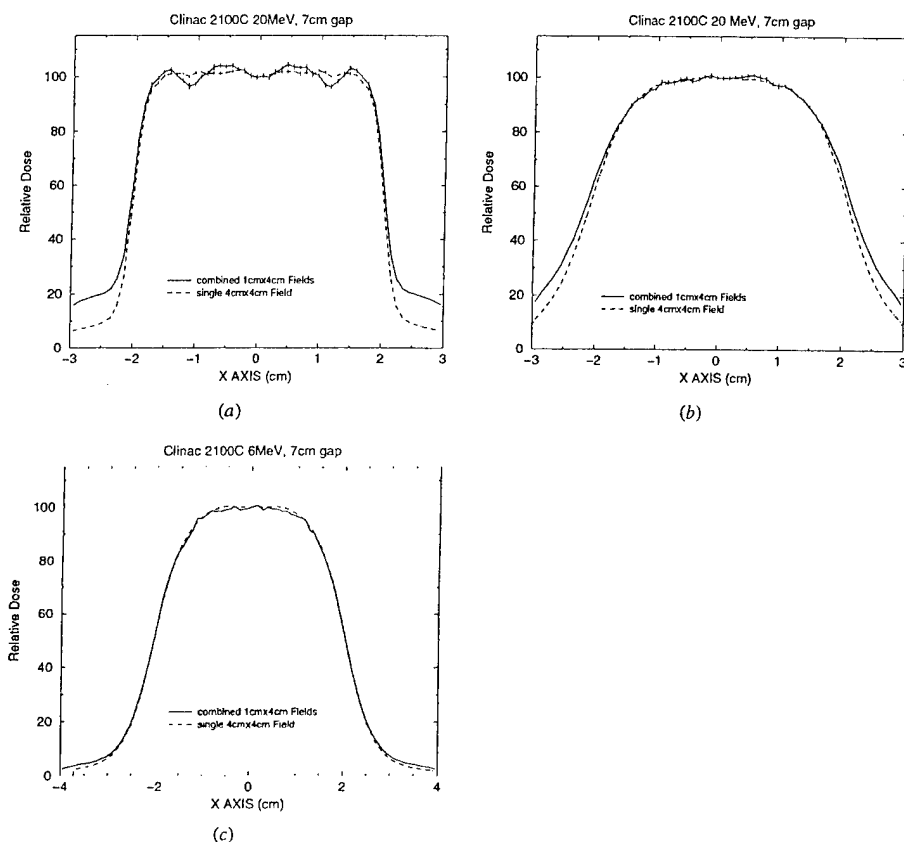 Clinac 2100C 20MeV, 7cm gap
100
80
60
40
20
0
Relative Dose
combined 1cmx4cm Fields
single 4cmx4cm Field
−3
−2
−1
0
1
2
3
X AXIS (cm)
(a)
Clinac 2100C 20 MeV, 7cm gap
100
80
60
40
20
0
Relative Dose
combined 1cmx4cm Fields
single 4cmx4cm Field
−3
−2
−1
0
1
2
3
X AXIS (cm)
(b)
Clinac 2100C 6MeV, 7cm gap
100
80
60
40
20
0
Relative Dose
combined 1cmx4cm Fields
single 4cmx4cm Field
−4
−2
0
2
4
X AXIS (cm)
(c)